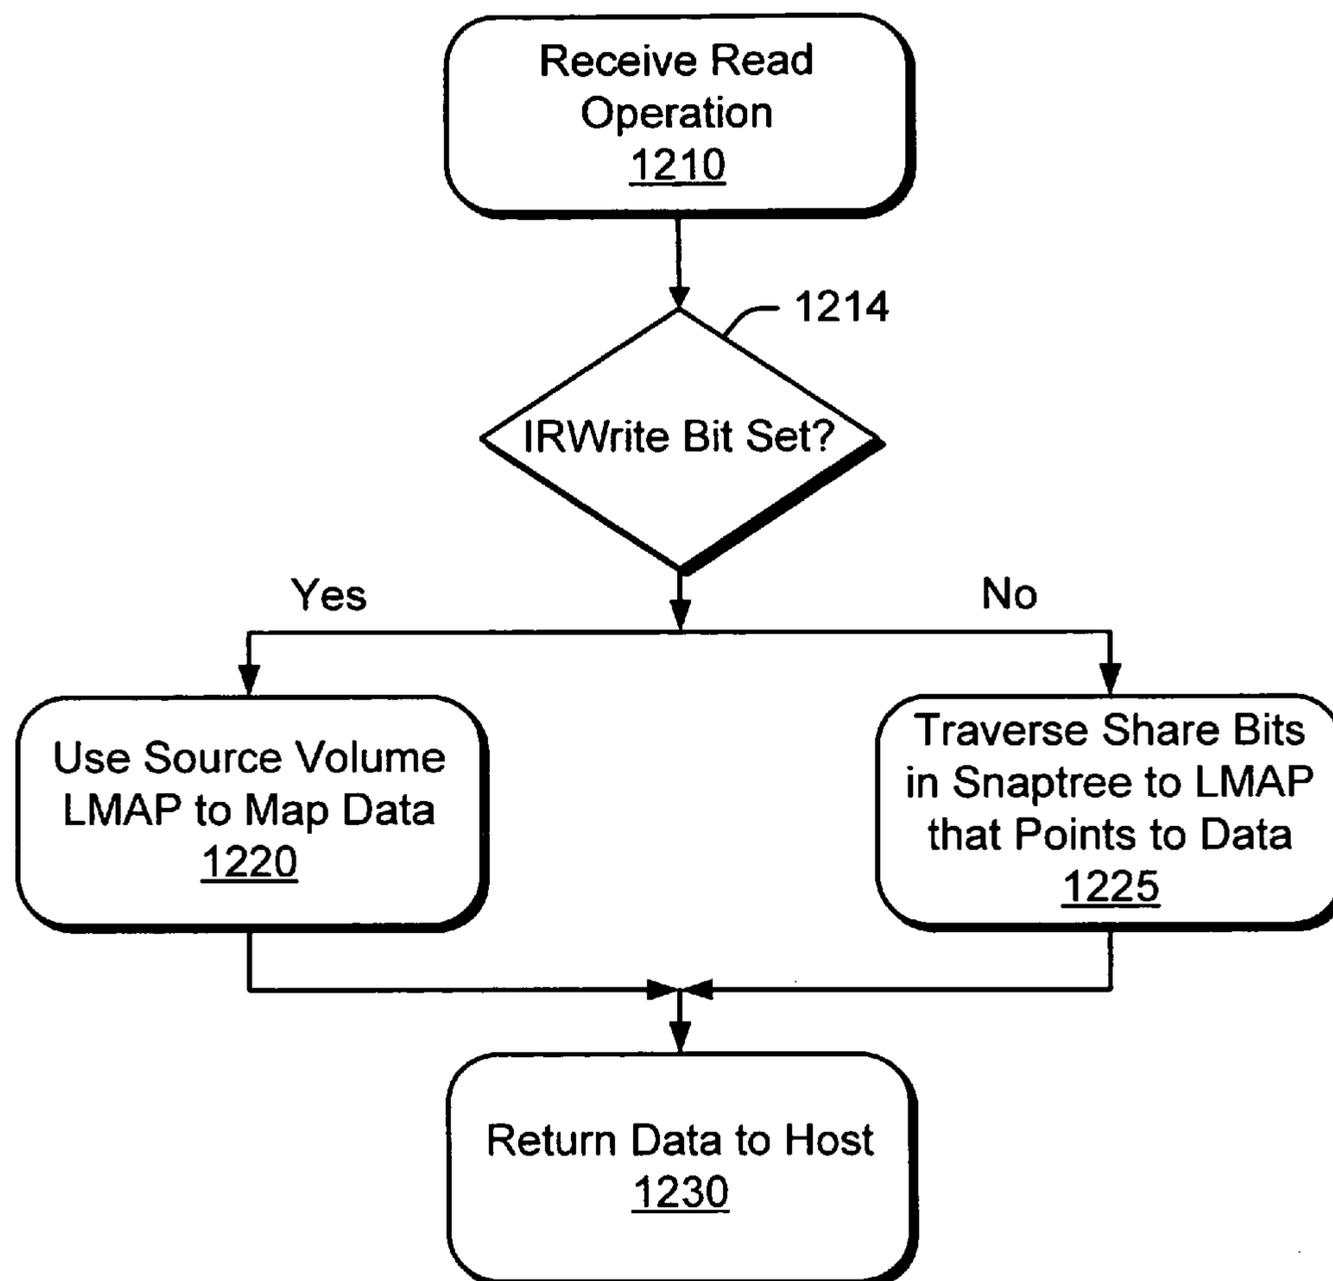 Receive Read
Operation
1210
1214
IRWrite Bit Set?
Yes
No
Use Source Volume
LMAP to Map Data
1220
Traverse Share Bits
in Snaptree to LMAP
that Points to Data
1225
Return Data to Host
1230